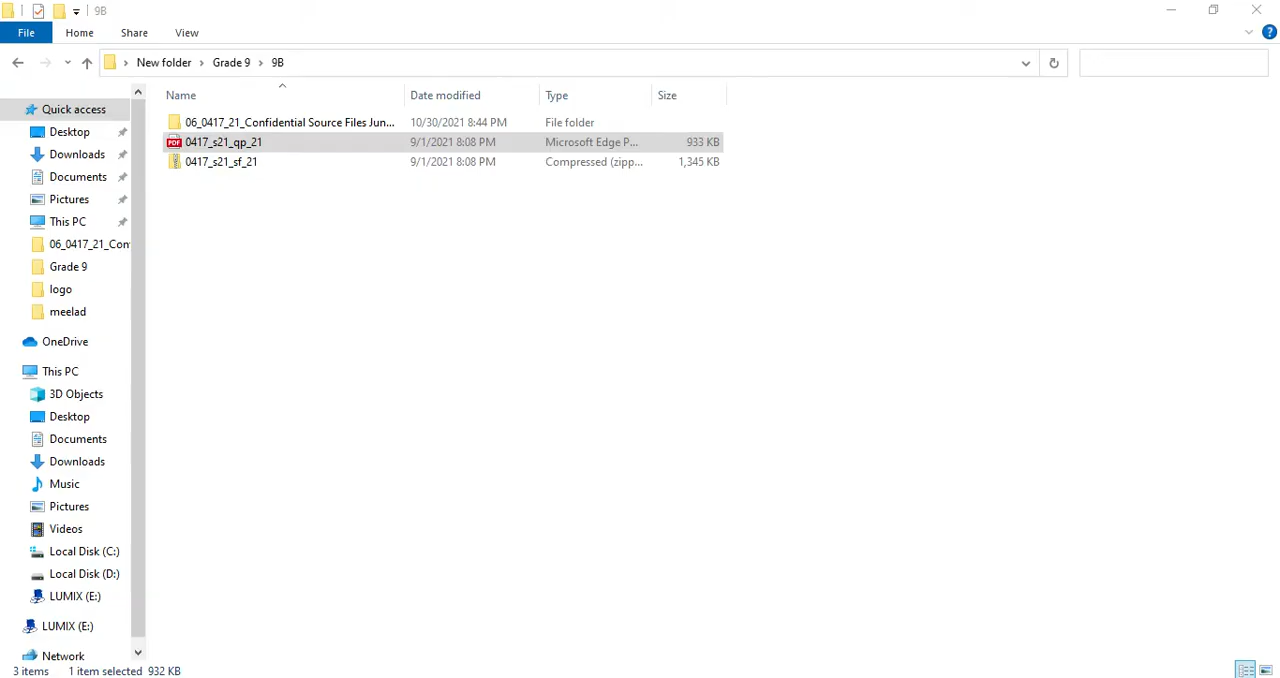 9B
File Home Share View
New folder Grade 9 9B
Name Date modified Type Size
06_0417_21_Confidential Source Files Jun... 10/30/2021 8:44 PM File folder
0417_s21_qp_21 9/1/2021 8:08 PM Microsoft Edge P... 933 KB
0417_s21_sf_21 9/1/2021 8:08 PM Compressed (zipp... 1,345 KB
Quick access
Desktop
Downloads
Documents
Pictures
This PC
06_0417_21_Con
Grade 9
logo
meelad
OneDrive
This PC
3D Objects
Desktop
Documents
Downloads
Music
Pictures
Videos
Local Disk (C:)
Local Disk (D:)
LUMIX (E:)
LUMIX (E:)
Network
3 items 1 item selected 932 KB